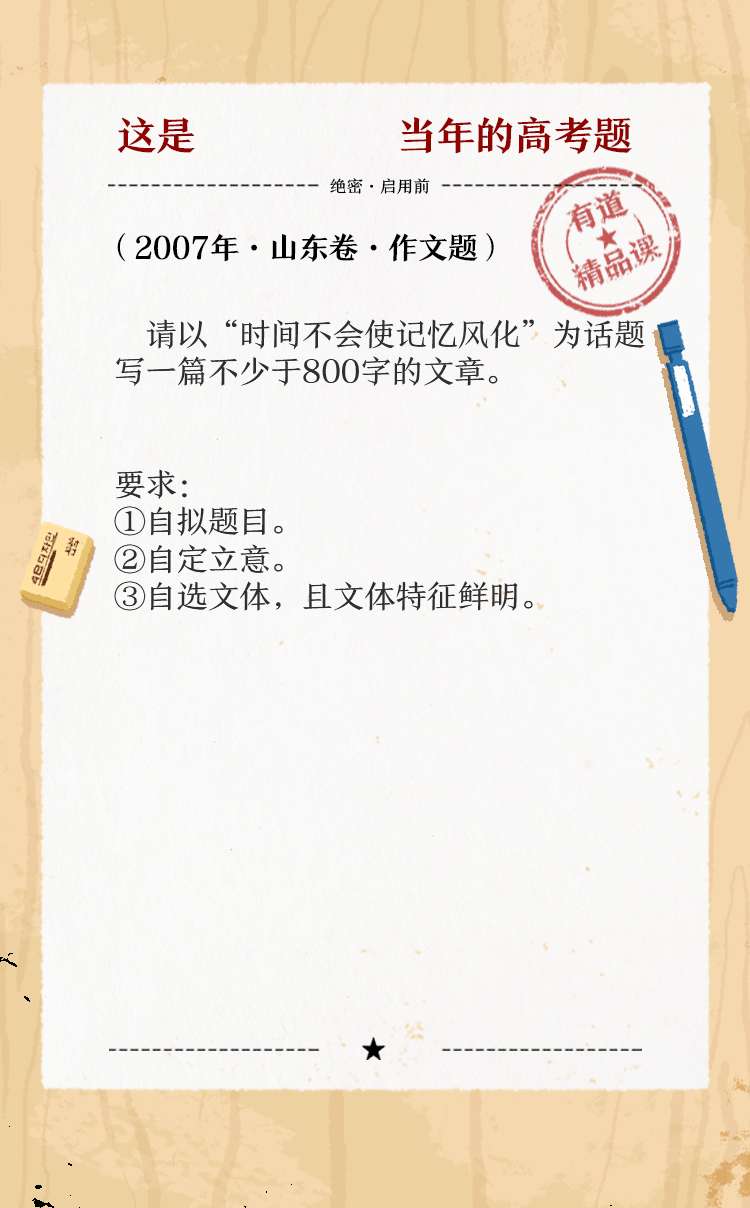 这是 当年的高考题
绝密·启用前
有道
精品课
（2007年·山东卷·作文题）
请以“时间不会使记忆风化”为话题
写一篇不少于800字的文章。
要求：
①自拟题目。
②自定立意。
③自选文体，且文体特征鲜明。